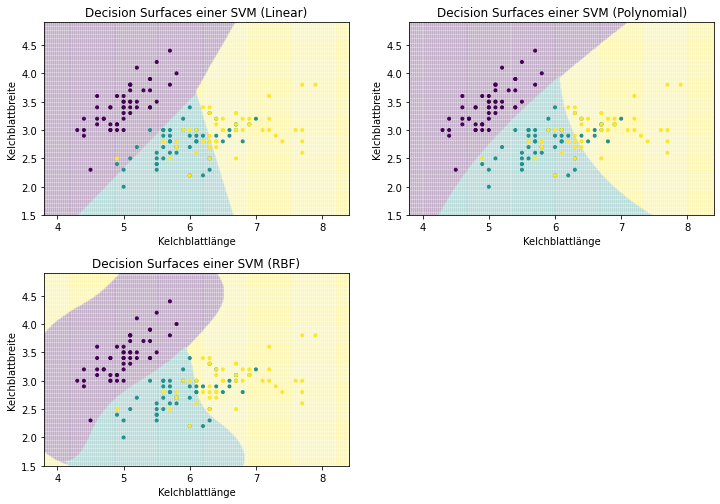 Decision Surfaces einer SVM (Linear)
Decision Surfaces einer SVM (Polynomial)
Kelchblattbreite
4.5
4.0
3.5
3.0
2.5
2.0
1.5
4 5 6 7 8
Kelchblattlänge
Kelchblattbreite
4.5
4.0
3.5
3.0
2.5
2.0
1.5
4 5 6 7 8
Kelchblattlänge
Decision Surfaces einer SVM (RBF)
Kelchblattbreite
4.5
4.0
3.5
3.0
2.5
2.0
1.5
4 5 6 7 8
Kelchblattlänge